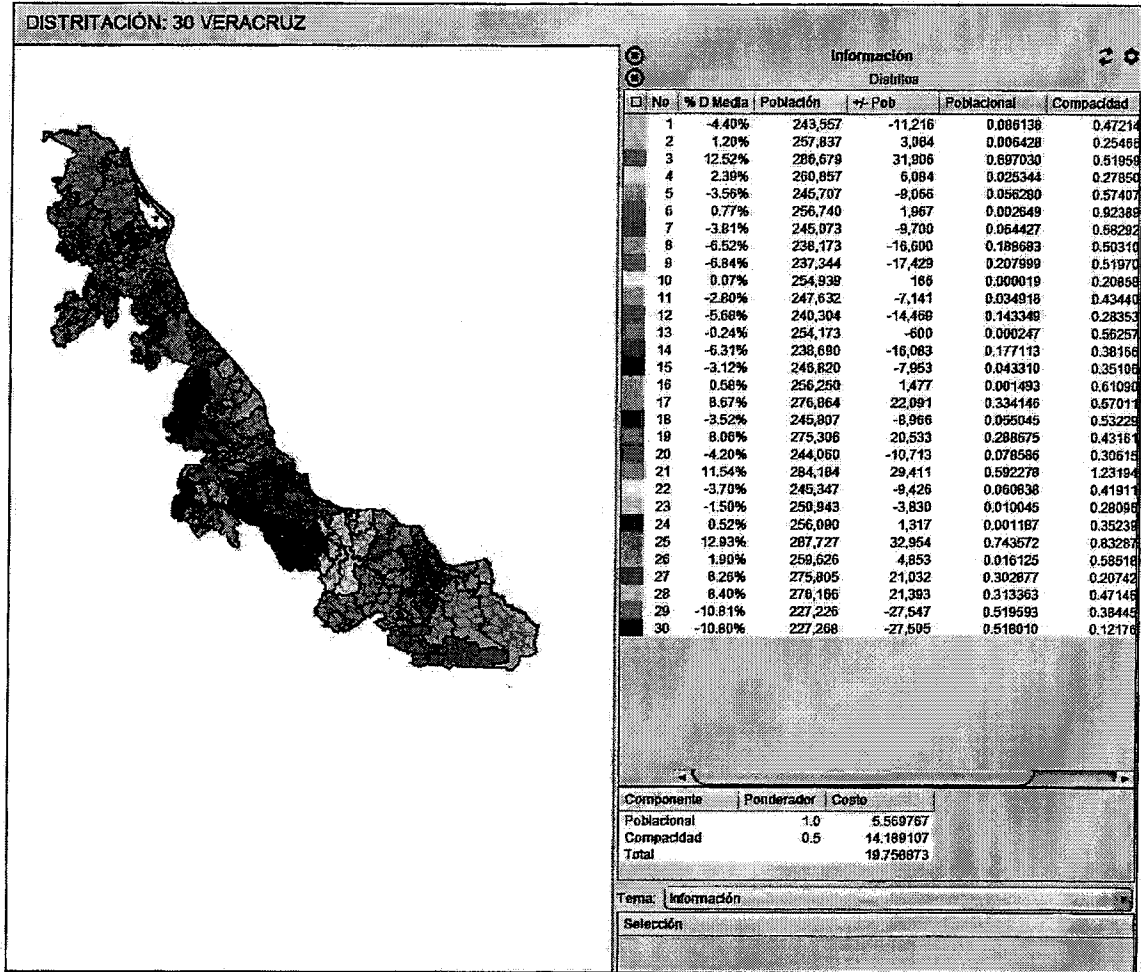 DISTRITACIÓN: 30 VERACRUZ
Información
Distritos
No % D Media Población +/- Pob Poblacional Compacidad
1 -4.40% 243,557 -11,216 0.086138 0.47214
2 1.20% 257,837 3,064 0.006428 0.25466
3 12.52% 286,679 31,906 0.697030 0.51959
4 2.39% 260,857 6,084 0.025344 0.27850
5 -3.56% 245,707 -9,066 0.056280 0.57407
6 0.77% 256,740 1,967 0.002649 0.92389
7 -3.81% 245,073 -9,700 0.064427 0.58292
8 -6.52% 238,173 -16,600 0.188683 0.50310
9 -6.84% 237,344 -17,429 0.207999 0.51970
10 0.07% 254,939 166 0.000019 0.20858
11 -2.80% 247,632 -7,141 0.034916 0.43440
12 -5.68% 240,304 -14,469 0.143349 0.28353
13 -0.24% 254,173 -600 0.000247 0.56257
14 -6.31% 238,690 -16,083 0.177113 0.38166
15 -3.12% 246,820 -7,953 0.043310 0.35106
16 0.58% 256,250 1,477 0.001493 0.61090
17 8.67% 276,864 22,091 0.334146 0.57011
18 -3.52% 245,807 -8,966 0.055045 0.53229
19 8.06% 275,306 20,533 0.288675 0.43161
20 -4.20% 244,060 -10,713 0.078586 0.30615
21 11.54% 284,184 29,411 0.592278 1.23194
22 -3.70% 245,347 -9,426 0.060838 0.41911
23 -1.50% 250,943 -3,830 0.010045 0.28095
24 0.52% 256,090 1,317 0.001187 0.35239
25 12.93% 287,727 32,954 0.743572 0.83287
26 1.90% 259,626 4,853 0.016125 0.58518
27 8.26% 275,805 21,032 0.302877 0.20742
28 8.40% 276,166 21,393 0.313363 0.47145
29 -10.81% 227,226 -27,547 0.519593 0.38445
30 -10.80% 227,268 -27,505 0.518010 0.12176
Componente Ponderador Costo
Poblacional 1.0 5.569767
Compacidad 0.5 14.189107
Total 19.758873
Tema: Información
Selección